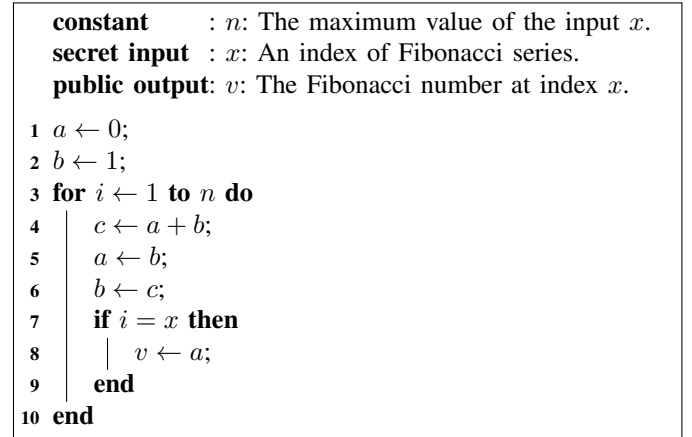 constant : n: The maximum value of the input x.
secret input : x: An index of Fibonacci series.
public output: v: The Fibonacci number at index x.
1 a ← 0;
2 b ← 1;
3 for i ← 1 to n do
4 c ← a + b;
5 a ← b;
6 b ← c;
7 if i = x then
8 v ← a;
9 end
10 end